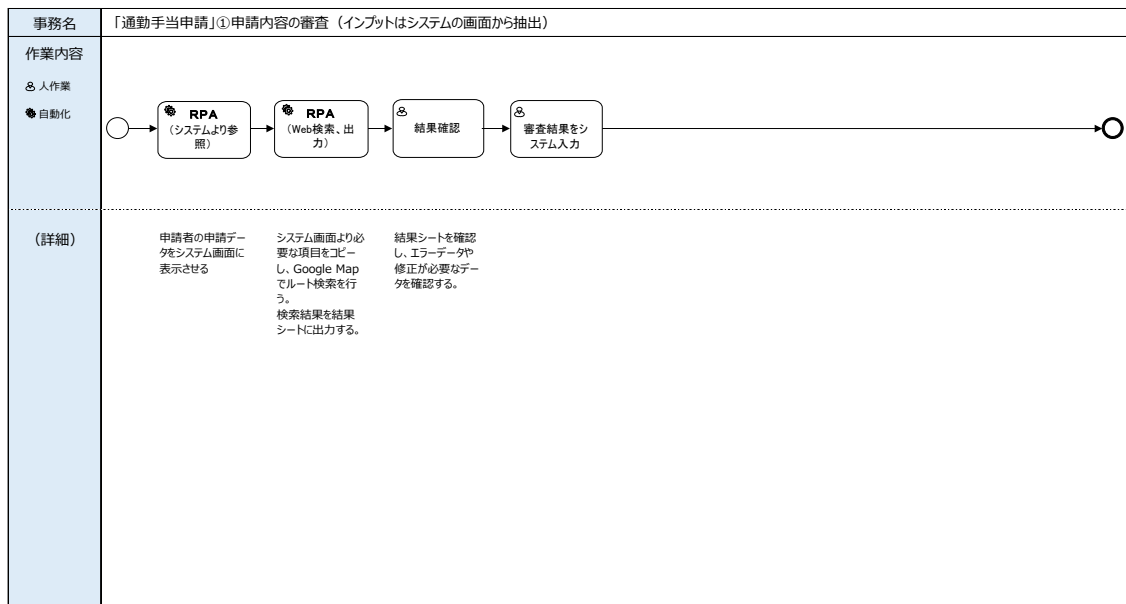 事務名
「通勤手当申請」①申請内容の審査（インプットはシステムの画面から抽出）
作業内容
人作業
自動化
RPA
（システムより参
照）
RPA
（Web検索、出
力）
結果確認
審査結果をシ
ステム入力
（詳細）
申請者の申請デー
タをシステム画面に
表示させる
システム画面より必
要な項目をコピー
し、Google Map
でルート検索を行
う。
検索結果を結果
シートに出力する。
結果シートを確認
し、エラーデータや
修正が必要なデー
タを確認する。